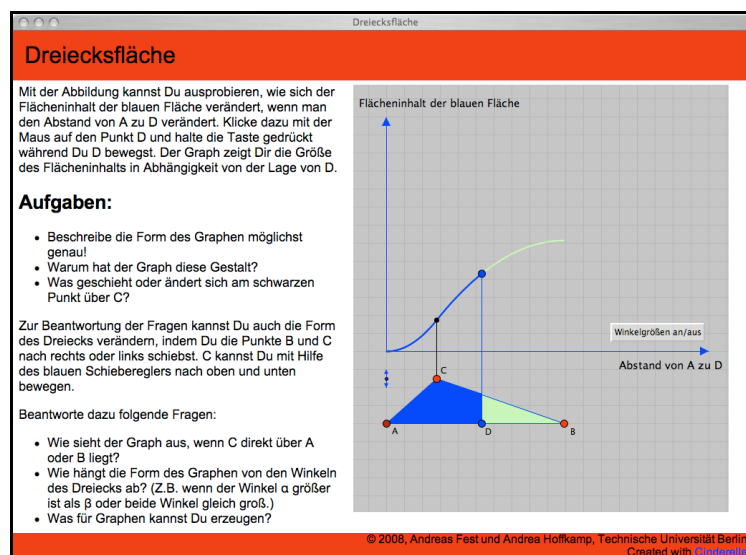 Dreiecksfläche
Dreiecksfläche
Mit der Abbildung kannst Du ausprobieren, wie sich der
Flächeninhalt der blauen Fläche verändert, wenn man
den Abstand von A zu D verändert. Klicke dazu mit der
Maus auf den Punkt D und halte die Taste gedrückt
während Du D bewegst. Der Graph zeigt Dir die Größe
des Flächeninhalts in Abhängigkeit von der Lage von D.
Aufgaben:
• Beschreibe die Form des Graphen möglichst
genau!
• Warum hat der Graph diese Gestalt?
• Was geschieht oder ändert sich am schwarzen
Punkt über C?
Zur Beantwortung der Fragen kannst Du auch die Form
des Dreiecks verändern, indem Du die Punkte B und C
nach rechts oder links schiebst. C kannst Du mit Hilfe
des blauen Schiebereglers nach oben und unten
bewegen.
Beantworte dazu folgende Fragen:
• Wie sieht der Graph aus, wenn C direkt über A
oder B liegt?
• Wie hängt die Form des Graphen von den Winkeln
des Dreiecks ab? (Z.B. wenn der Winkel α größer
ist als β oder beide Winkel gleich groß.)
• Was für Graphen kannst Du erzeugen?
Flächeninhalt der blauen Fläche
Winkelgrößen an/aus
Abstand von A zu D
C
A
D
B
© 2008, Andreas Fest und Andrea Hoffkamp, Technische Universität Berlin
Created with Cinderella